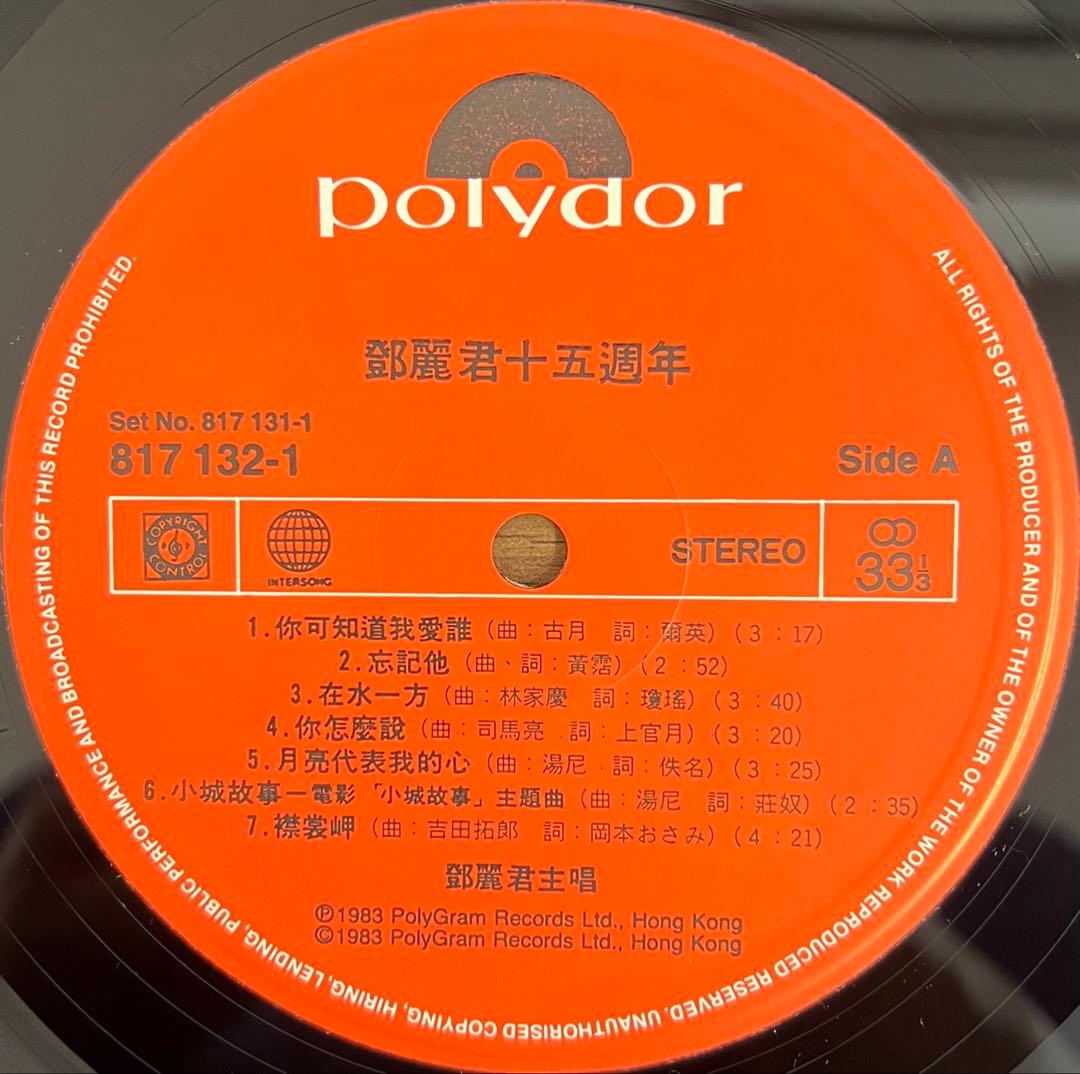 polydor
鄧麗君十五週年
Set No. 817 131-1
817 132-1
Side A
COPYRIGHT CONTROL
INTERSONG
STEREO
33 1/3
1.你可知道我愛誰（曲：古月　詞：爾英）（3：17）
2.忘記他（曲、詞：黃霑）（2：52）
3.在水一方（曲：林家慶　詞：瓊瑤）（3：40）
4.你怎麼說（曲：司馬亮　詞：上官月）（3：20）
5.月亮代表我的心（曲：湯尼　詞：佚名）（3：25）
6.小城故事—電影「小城故事」主題曲（曲：湯尼　詞：莊奴）（2：35）
7.襟裳岬（曲：吉田拓郎　詞：岡本おさみ）（4：21）
鄧麗君主唱
℗1983 PolyGram Records Ltd., Hong Kong
©1983 PolyGram Records Ltd., Hong Kong
ALL RIGHTS OF THE PRODUCER AND OF THE OWNER OF THE WORK REPRODUCED RESERVED. UNAUTHORISED COPYING, HIRING, LENDING, PUBLIC PERFORMANCE AND BROADCASTING OF THIS RECORD PROHIBITED.